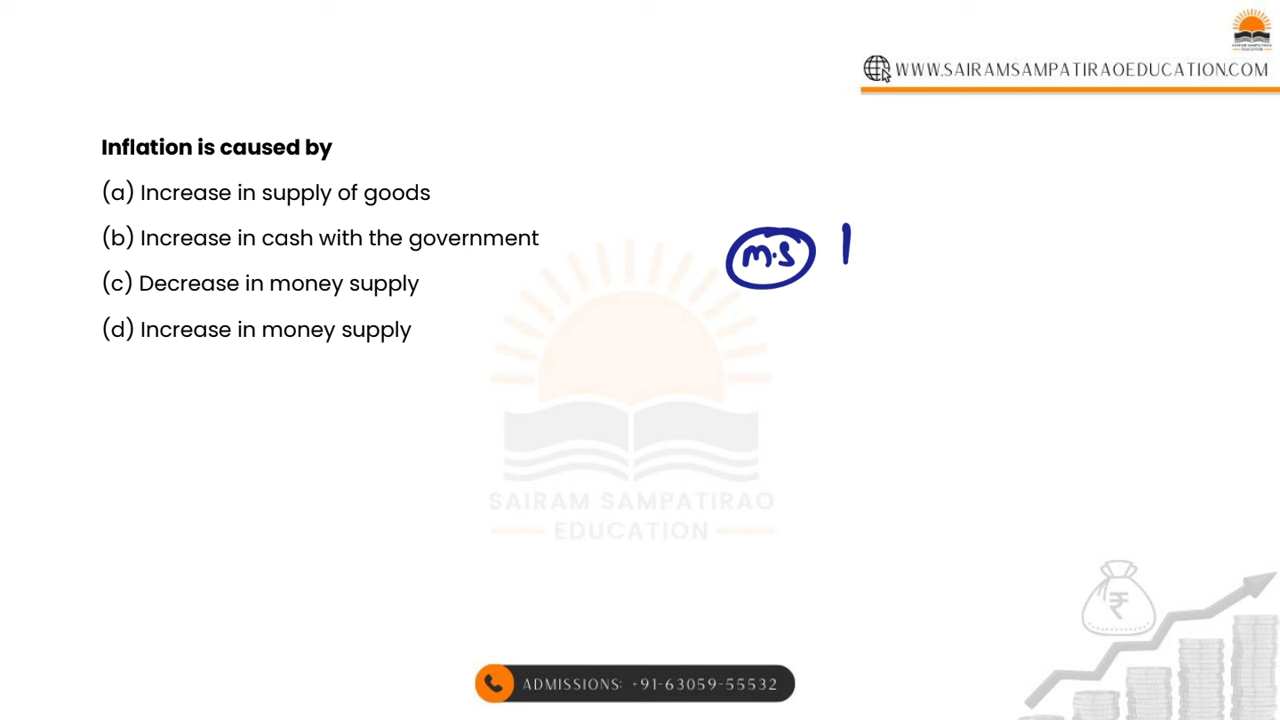 WWW.SAIRAMSAMPATIRAOEDUCATION.COM
Inflation is caused by
(a) Increase in supply of goods
(b) Increase in cash with the government
m.s
(c) Decrease in money supply
(d) Increase in money supply
SAIRAM SAMPATIRAO
EDUCATION
ADMISSIONS: +91-63059-55532